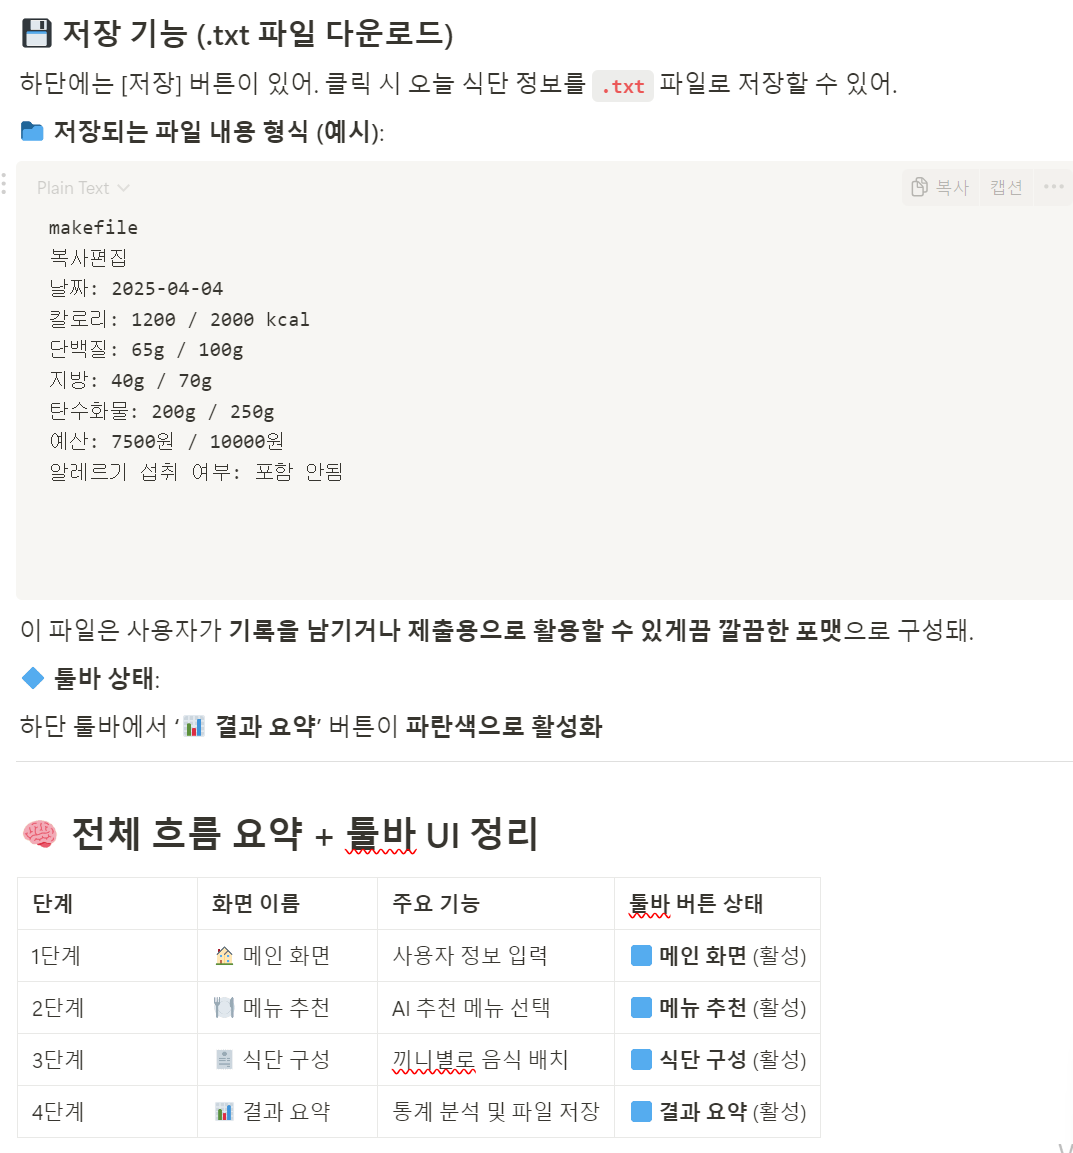 💾 저장 기능 (.txt 파일 다운로드)
하단에는 [저장] 버튼이 있어. 클릭 시 오늘 식단 정보를 .txt 파일로 저장할 수 있어.
📁 저장되는 파일 내용 형식 (예시):
Plain Text
복사 캡션 •••
makefile
복사편집
날짜: 2025-04-04
칼로리: 1200 / 2000 kcal
단백질: 65g / 100g
지방: 40g / 70g
탄수화물: 200g / 250g
예산: 7500원 / 10000원
알레르기 섭취 여부: 포함 안됨
이 파일은 사용자가 기록을 남기거나 제출용으로 활용할 수 있게끔 깔끔한 포맷으로 구성돼.
🔷 툴바 상태:
하단 툴바에서 ‘📊 결과 요약’ 버튼이 파란색으로 활성화
🧠 전체 흐름 요약 + 툴바 UI 정리
단계 화면 이름 주요 기능 툴바 버튼 상태
1단계 🏠 메인 화면 사용자 정보 입력 🟦 메인 화면 (활성)
2단계 🍽️ 메뉴 추천 AI 추천 메뉴 선택 🟦 메뉴 추천 (활성)
3단계 🧾 식단 구성 끼니별로 음식 배치 🟦 식단 구성 (활성)
4단계 📊 결과 요약 통계 분석 및 파일 저장 🟦 결과 요약 (활성)